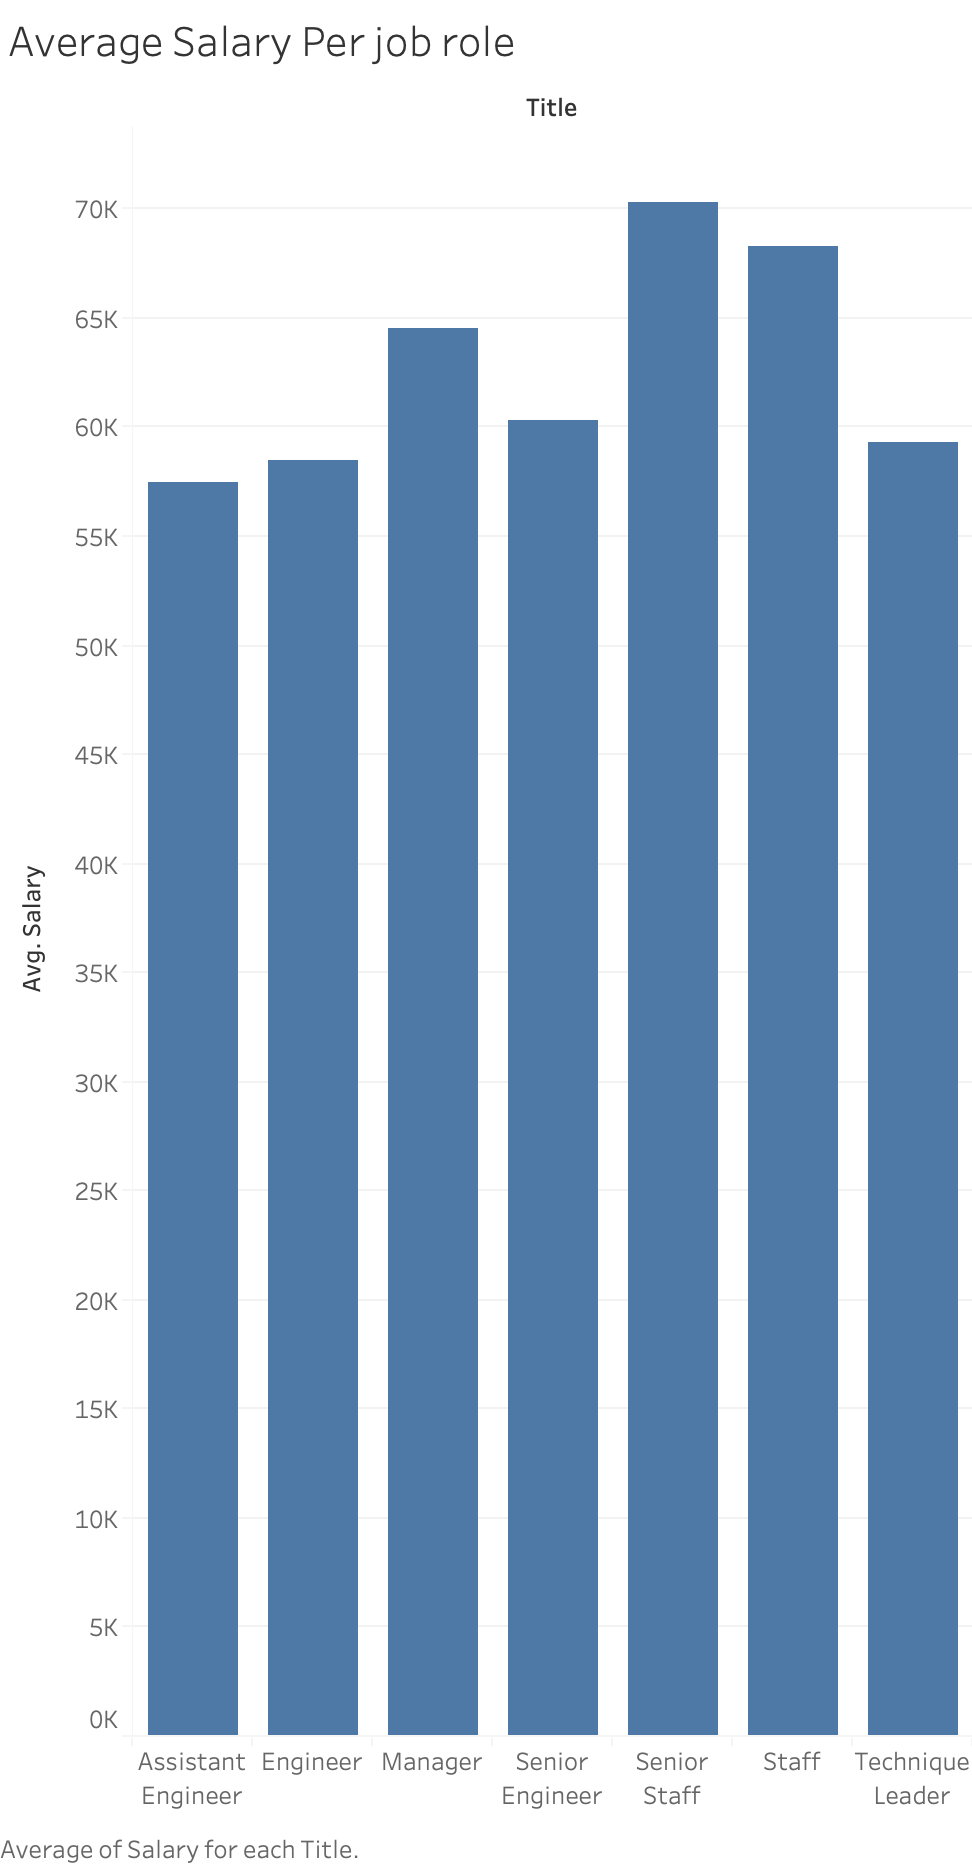 Average Salary Per job role
Title
70K
65K
60K
55K
50K
45K
40K
35K
30K
25K
20K
15K
10K
5K
0K
Avg. Salary
Assistant Engineer
Engineer
Manager
Senior Engineer
Senior Staff
Staff
Technique Leader
Average of Salary for each Title.